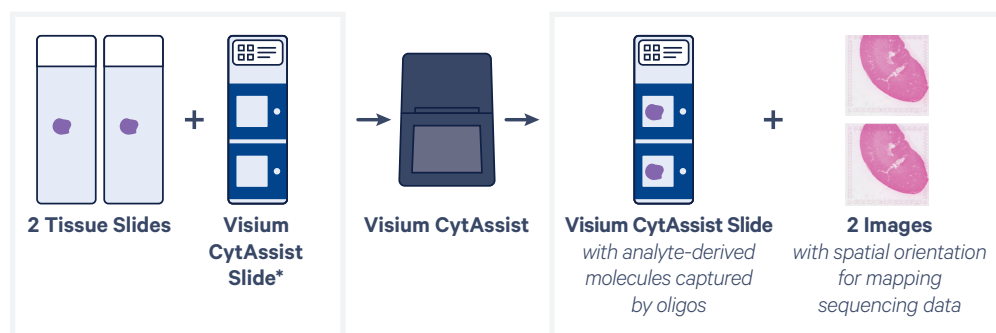 2 Tissue Slides
Visium
CytAssist
Slide*
Visium CytAssist
Visium CytAssist Slide
with analyte-derived
molecules captured
by oligos
2 Images
with spatial orientation
for mapping
sequencing data